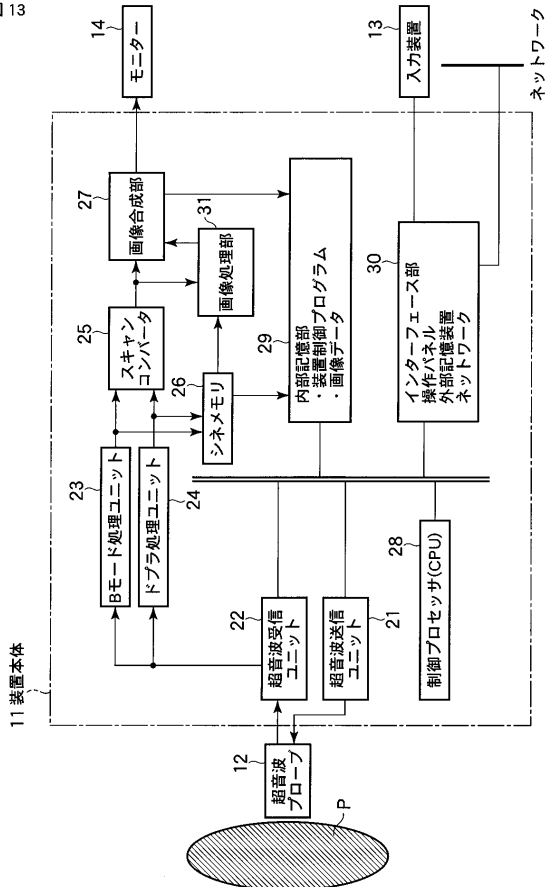 図13
11 装置本体
P
12
超音波
プローブ
22
超音波受信
ユニット
21
超音波送信
ユニット
23
Bモード処理ユニット
24
ドプラ処理ユニット
28
制御プロセッサ(CPU)
25
スキャン
コンバータ
26
シネメモリ
27
画像合成部
31
画像処理部
29
内部記憶部
・装置制御プログラム
・画像データ
30
インターフェース部
操作パネル
外部記憶装置
ネットワーク
14
モニター
13
入力装置
ネットワーク